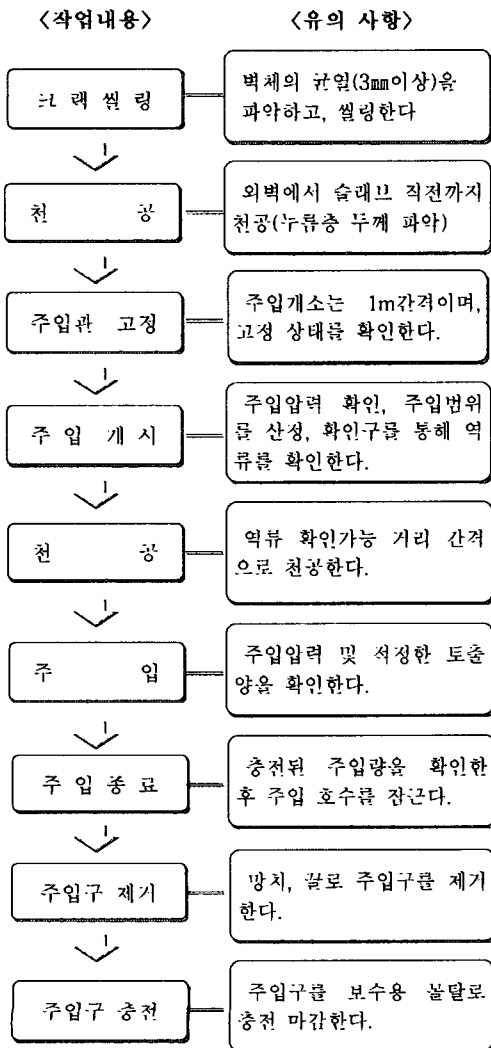 〈작업내용〉 〈유의 사항〉
크 랙 씰 링
벽체의 균열(3㎜이상)을
파악하고, 씰링한다
천 공
외벽에서 슬래브 직전까지
천공(누름층 두께 파악)
주입관 고정
주입개소는 1m간격이며,
고정 상태를 확인한다.
주 입 개 시
주입압력 확인, 주입범위
를 산정, 확인구를 통해 역
류를 확인한다.
천 공
역류 확인가능 거리 간격
으로 천공한다.
주 입
주입압력 및 적정한 토출
양을 확인한다.
주 입 종 료
충전된 주입량을 확인한
후 주입 호수를 잠근다.
주입구 제거
망치, 끌로 주입구를 제거
한다.
주입구 충전
주입구를 보수용 몰탈로
충전 마감한다.